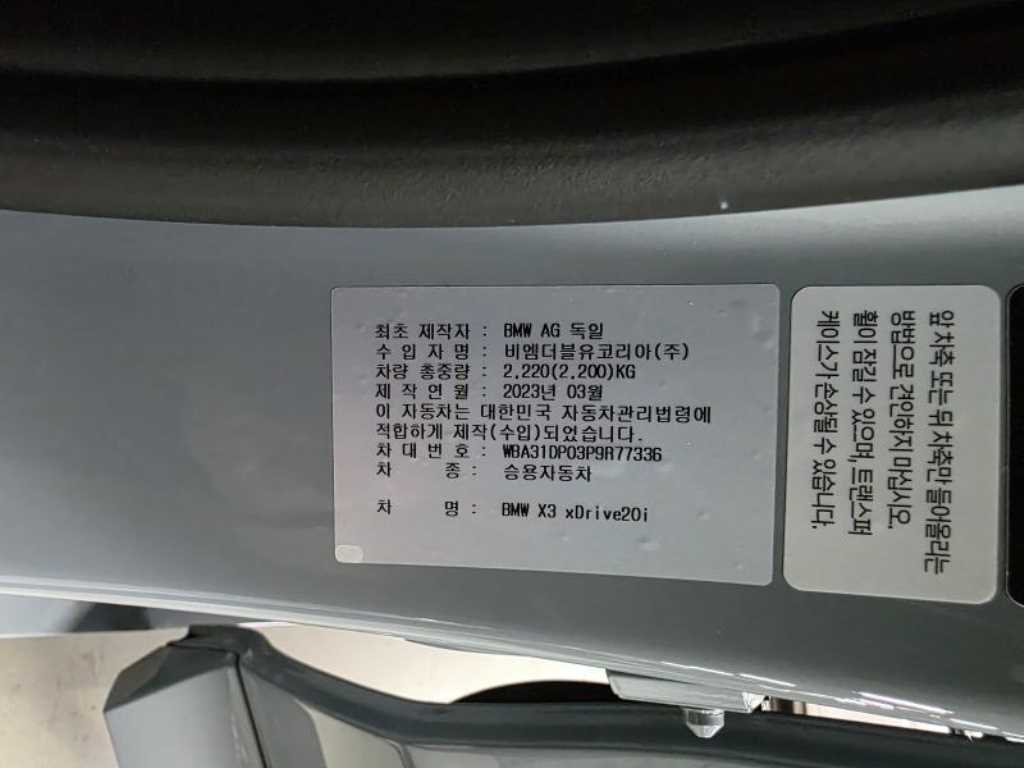 최초 제작자 : BMW AG 독일
수 입 자 명 : 비엠더블유코리아(주)
차량 총중량 : 2,220(2,200)KG
제 작 연 월 : 2023년 03월
이 자동차는 대한민국 자동차관리법령에
적합하게 제작(수입)되었습니다.
차 대 번 호 : WBA31DP03P9R77336
차 종 : 승용자동차
차 명 : BMW X3 xDrive20i
앞 차축 또는 뒤 차축만 들어올리는
방법으로 견인하지 마십시오.
휠이 잠길 수 있으며, 트랜스퍼
케이스가 손상될 수 있습니다.